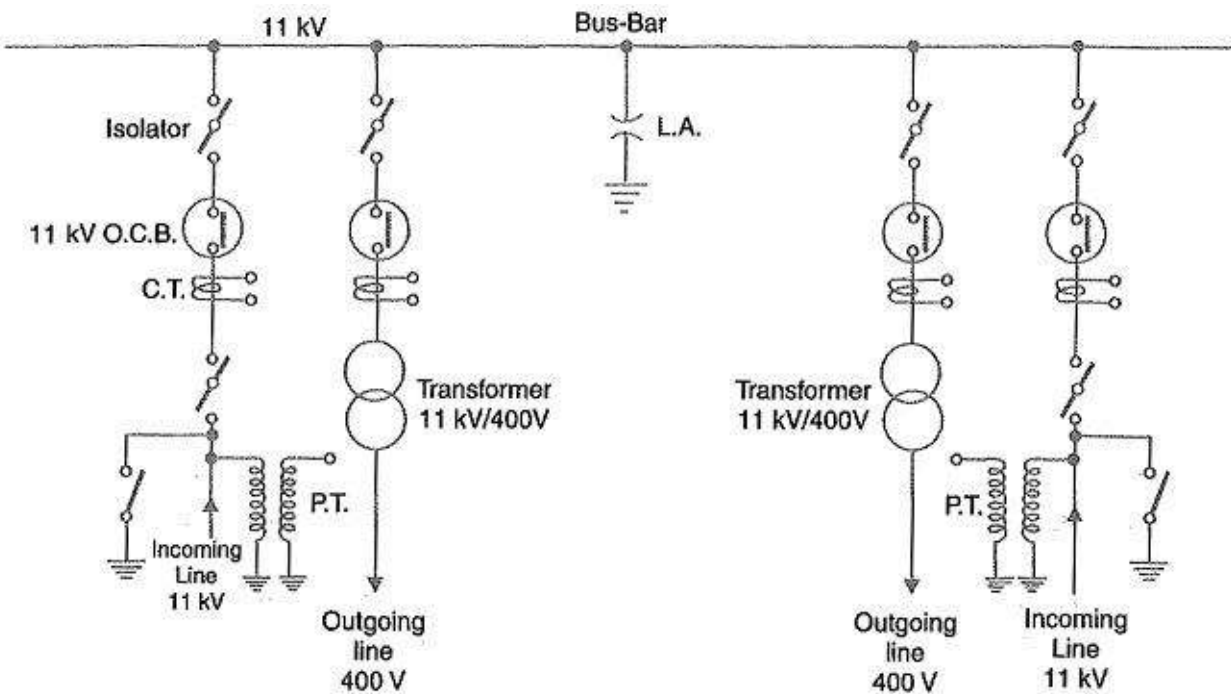 11 kV
Bus-Bar
Isolator
L.A.
11 kV O.C.B.
C.T.
Transformer
11 kV/400V
Transformer
11 kV/400V
P.T.
P.T.
Incoming
Line
11 kV
Outgoing
line
400 V
Outgoing
line
400 V
Incoming
Line
11 kV